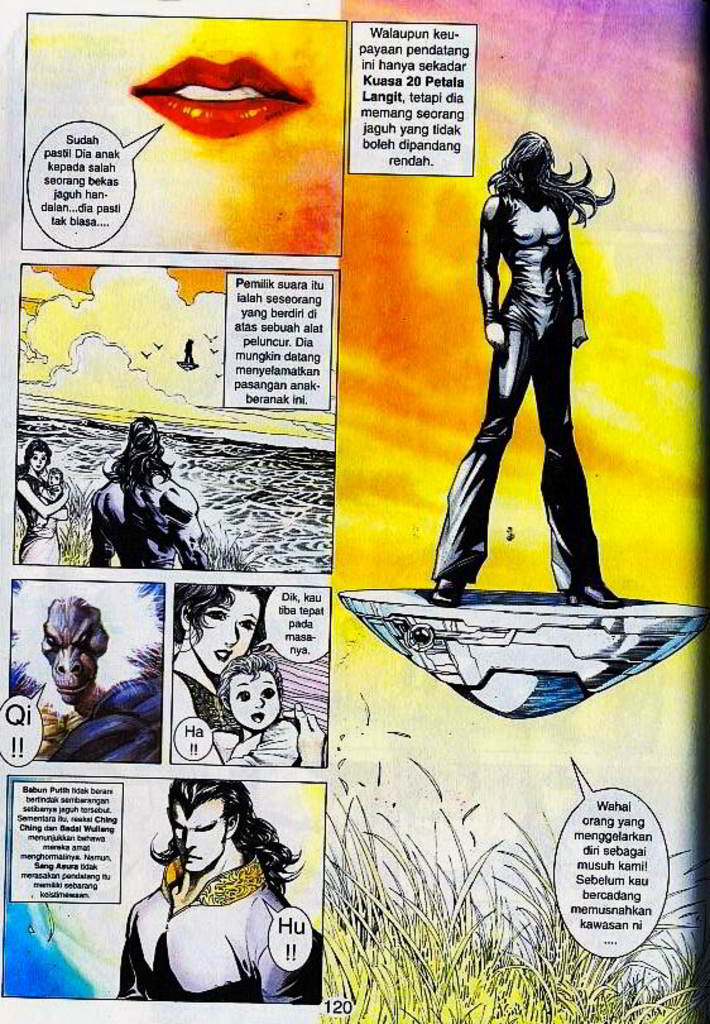 Walaupun keu-
payaan pendatang
ini hanya sekadar
Kuasa 20 Petala
Langit, tetapi dia
memang seorang
jaguh yang tidak
boleh dipandang
rendah.
Sudah
pasti! Dia anak
kepada salah
seorang bekas
jaguh han-
dalan...dia pasti
tak biasa....
Pemilik suara itu
ialah seseorang
yang berdiri di
atas sebuah alat
peluncur. Dia
mungkin datang
menyelamatkan
pasangan anak-
beranak ini.
Qi
!!
Dik, kau
tiba tepat
pada
masa-
nya.
Ha
!!
Babun Putih tidak berani
bertindak sembarangan
setibanya jaguh tersebut.
Sementara itu, reaksi Ching
Ching dan Badai Wuliang
menunjukkan bahawa
mereka amat
menghormatinya. Namun,
Sang Asura tidak
merasakan pendatang itu
memiliki sebarang
keistimewaan.
Hu
!!
Wahai
orang yang
menggelarkan
diri sebagai
musuh kami!
Sebelum kau
bercadang
memusnahkan
kawasan ni
....
120